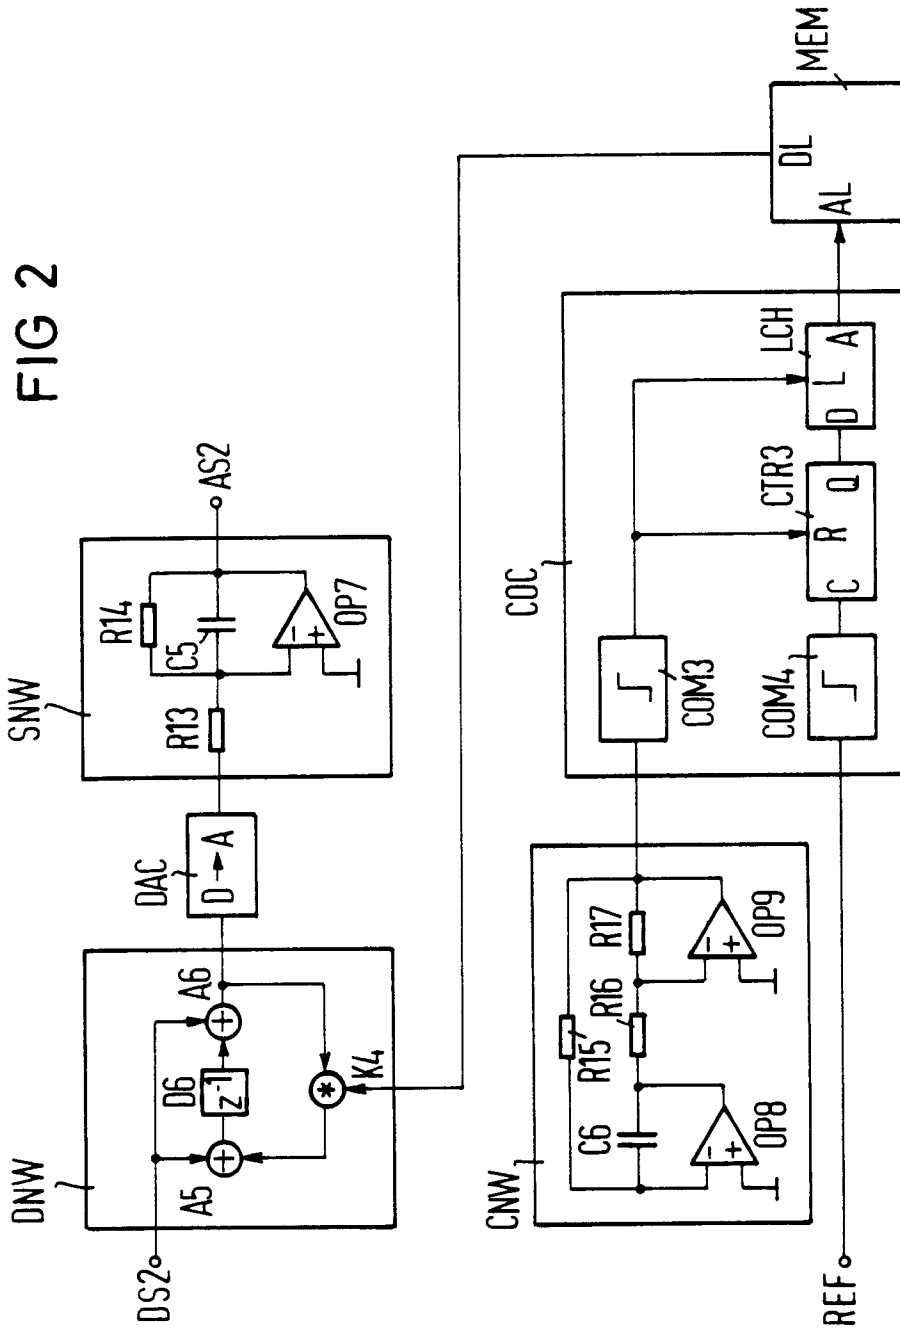 FIG 2
DNW
DS2
A5
D6
z⁻¹
A6
K4
*
+
+
DAC
D → A
SNW
R13
R14
C5
OP7
-
+
AS2
CNW
C6
OP8
-
+
R15
R16
R17
OP9
-
+
COC
COM3
COM4
CTR3
C R Q
LCH
D L A
MEM
DL
AL
REF